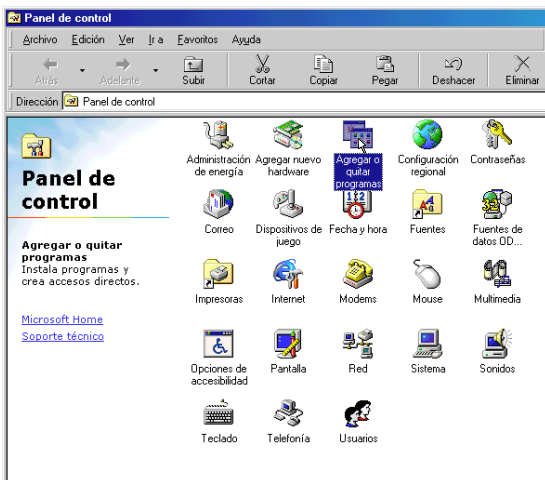 Panel de control
Archivo Edición Ver Ir a Favoritos Ayuda
Atrás Adelante Subir Cortar Copiar Pegar Deshacer Eliminar
Dirección Panel de control
Panel de
control
Agregar o quitar
programas
Instala programas y
crea accesos directos.
Microsoft Home
Soporte técnico
Administración
de energía
Agregar nuevo
hardware
Agregar o
quitar
programas
Configuración
regional
Contraseñas
Correo
Dispositivos de
juego
Fecha y hora
Fuentes
Fuentes de
datos OD...
Impresoras
Internet
Modems
Mouse
Multimedia
Opciones de
accesibilidad
Pantalla
Red
Sistema
Sonidos
Teclado
Telefonía
Usuarios